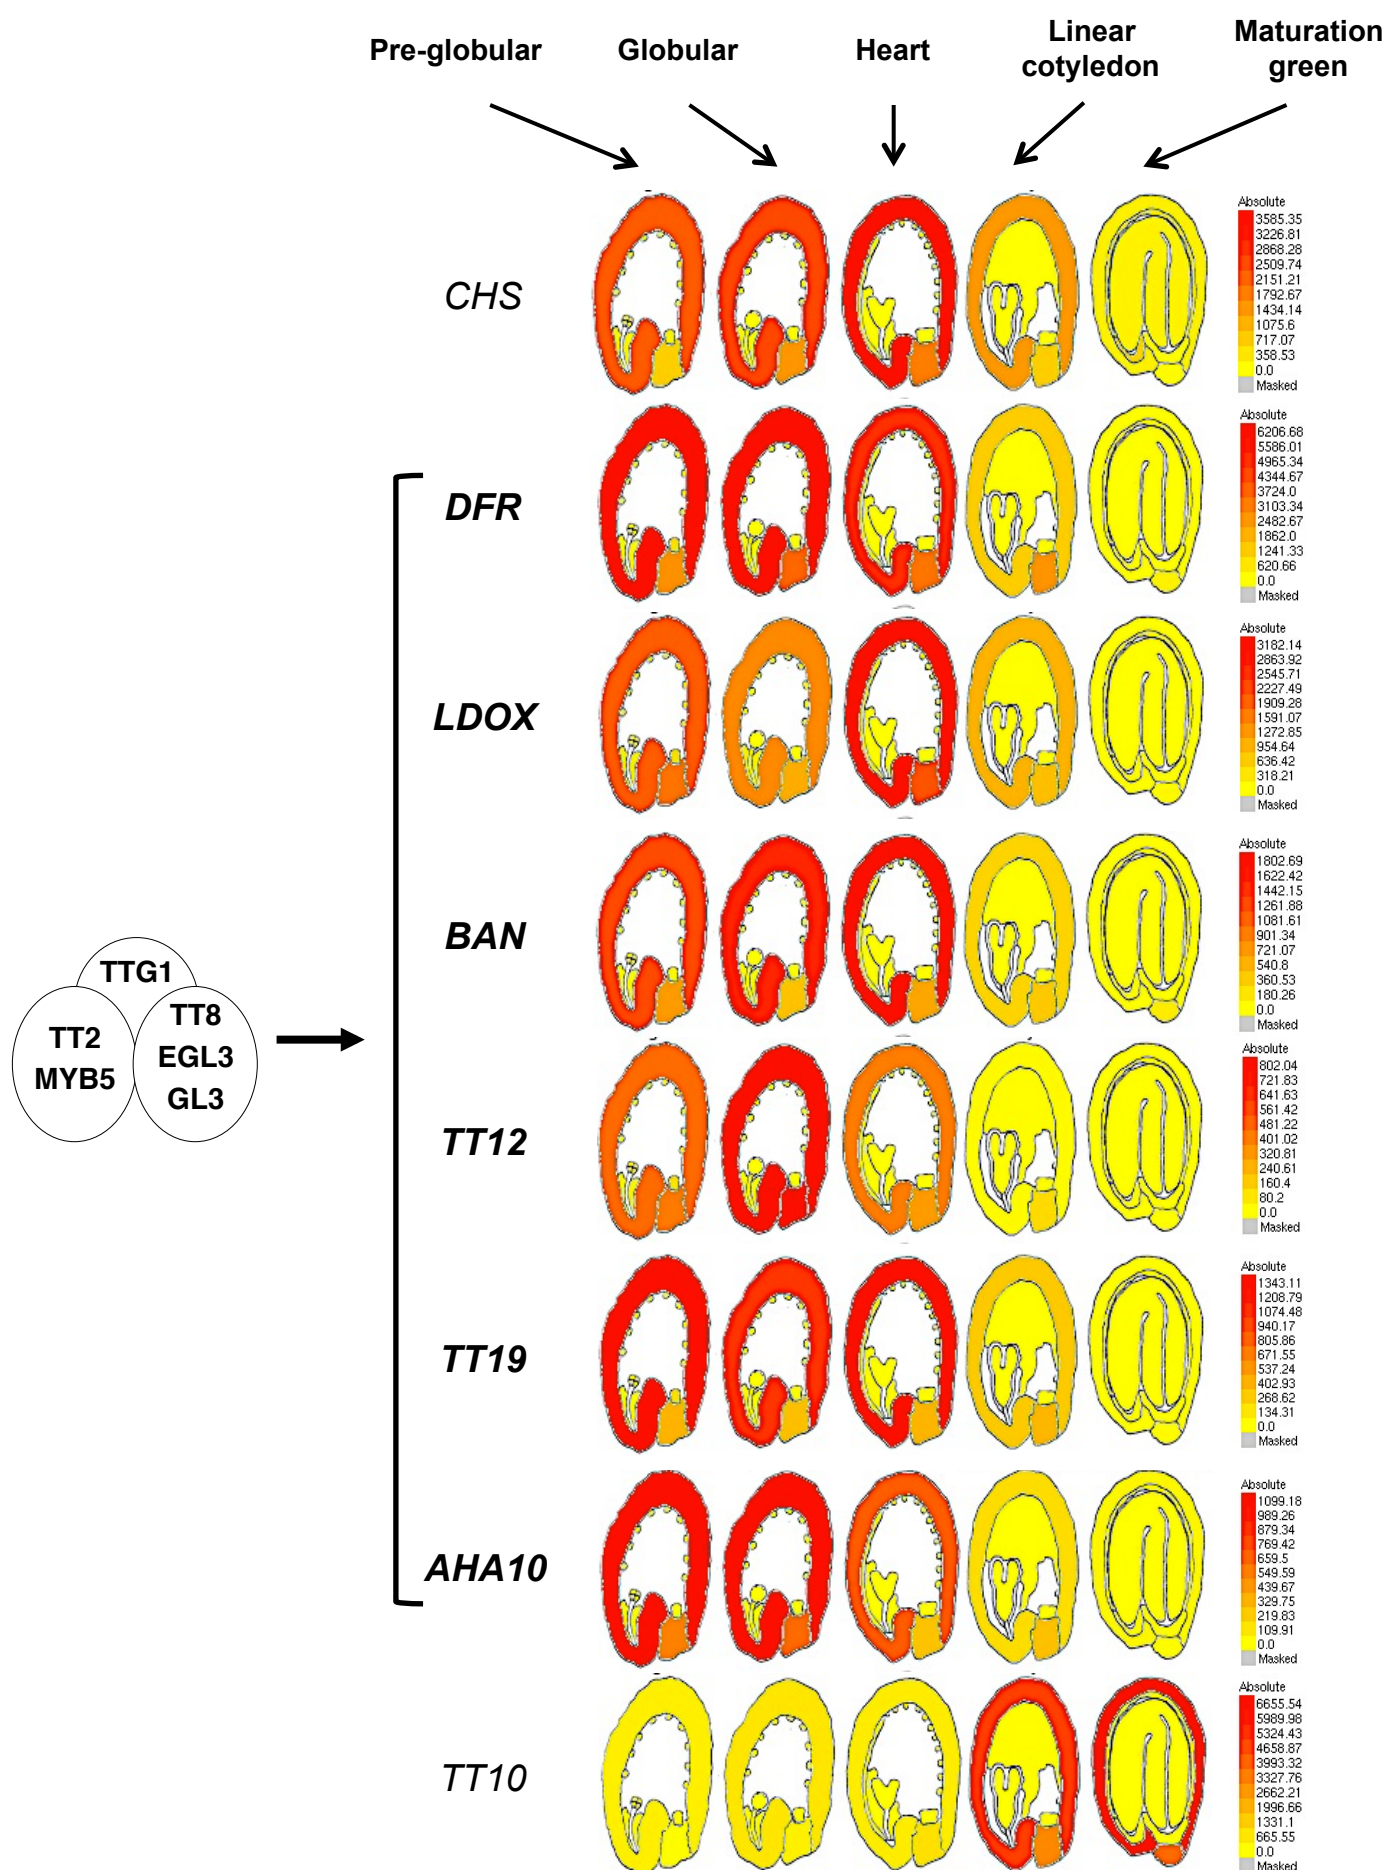 Pre-globular
Globular
Heart
Linear
cotyledon
Maturation
green
CHS
Absolute
3585.35
3226.81
2868.28
2509.74
2151.21
1792.67
1434.14
1075.6
717.07
358.53
0.0
Masked
DFR
Absolute
6206.68
5586.01
4965.34
4344.67
3724.0
3103.34
2482.67
1862.0
1241.33
620.66
0.0
Masked
LDOX
Absolute
3182.14
2863.92
2545.71
2227.49
1909.28
1591.07
1272.85
954.64
636.42
318.21
0.0
Masked
BAN
Absolute
1802.69
1622.42
1442.15
1261.88
1081.61
901.34
721.07
540.8
360.53
180.26
0.0
Masked
TTG1
TT2
MYB5
TT8
EGL3
GL3
TT12
Absolute
802.04
721.83
641.63
561.42
481.22
401.02
320.81
240.61
160.4
80.2
0.0
Masked
TT19
Absolute
1343.11
1208.79
1074.48
940.17
805.86
671.55
537.24
402.93
268.62
134.31
0.0
Masked
AHA10
Absolute
1099.18
989.26
879.34
769.42
659.5
549.59
439.67
329.75
219.83
109.91
0.0
Masked
TT10
Absolute
6655.54
5989.98
5324.43
4658.87
3993.32
3327.76
2662.21
1996.66
1331.1
665.55
0.0
Masked